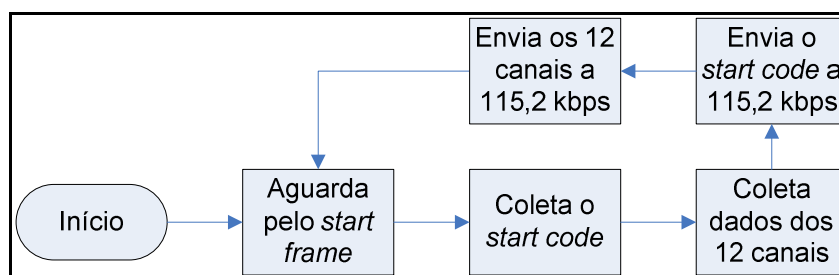 Envia os 12
canais a
115,2 kbps
Envia o
start code a
115,2 kbps
Início
Aguarda
pelo start
frame
Coleta o
start code
Coleta
dados dos
12 canais